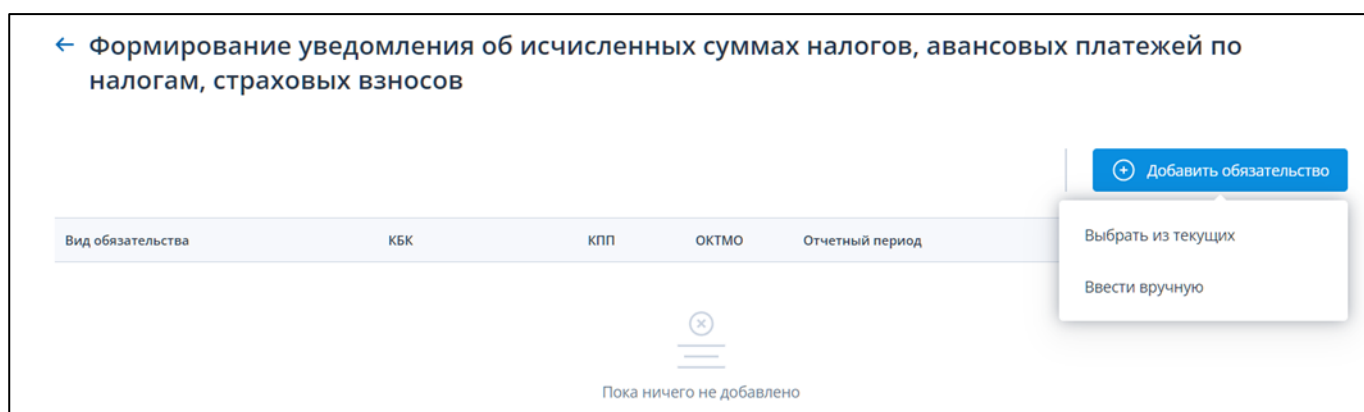 ← Формирование уведомления об исчисленных суммах налогов, авансовых платежей по
налогам, страховых взносов
Добавить обязательство
Вид обязательства КБК КПП ОКТМО Отчетный период
Выбрать из текущих
Ввести вручную
Пока ничего не добавлено